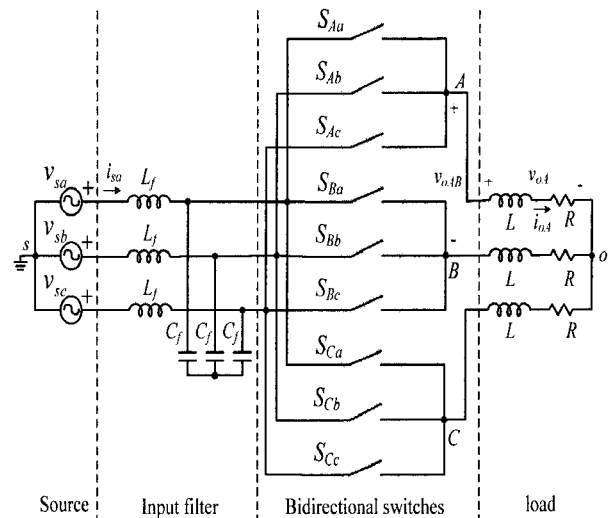 S_Aa
S_Ab
A
+
S_Ac
i_sa
L_f
v_sa
+
S_Ba
v_oAB
+
v_oA
-
L
i_oA
R
s
v_sb
+
L_f
S_Bb
-
B
L
R
o
v_sc
+
L_f
S_Bc
L
R
C_f C_f C_f
S_Ca
S_Cb
C
S_Cc
Source Input filter Bidirectional switches load